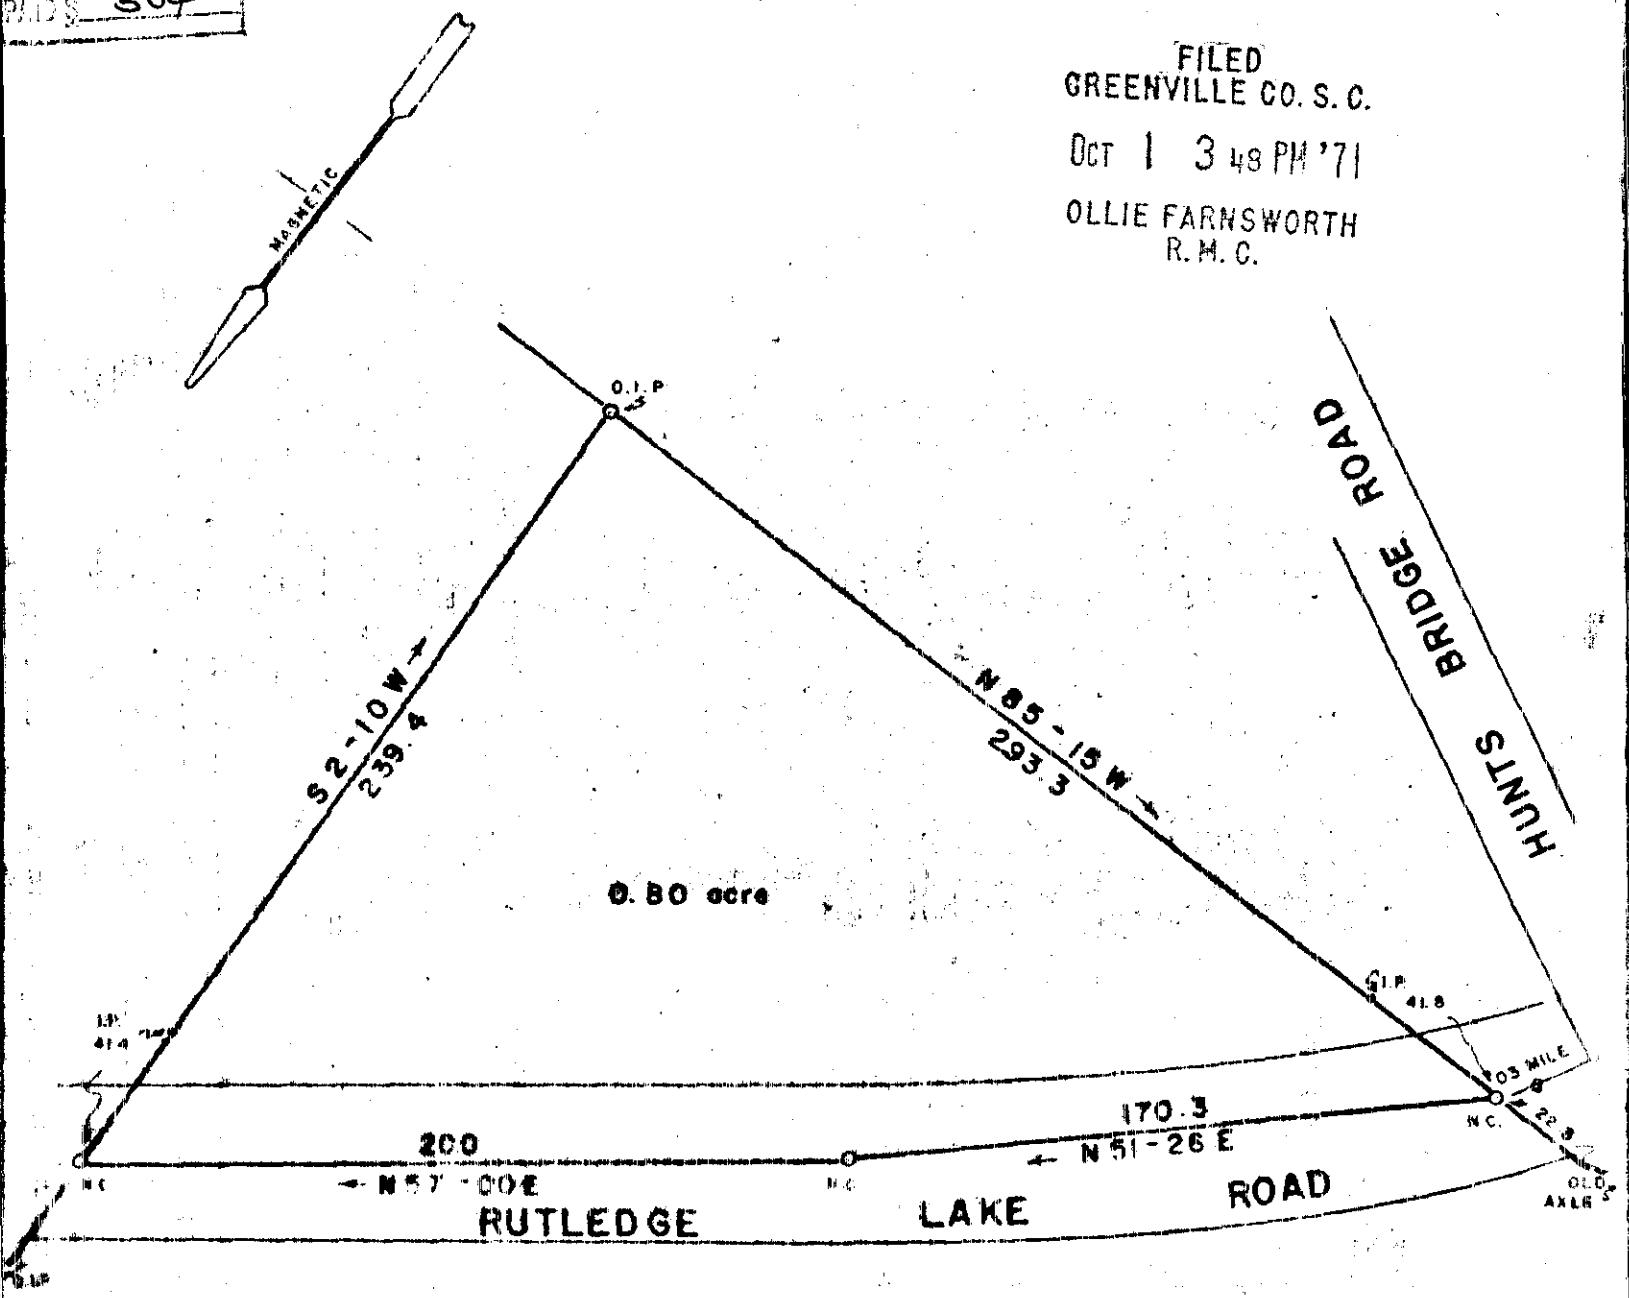 FILED
GREENVILLE CO. S. C.
OCT 1 3 48 PM '71
OLLIE FARNSWORTH
R. M. C.
MAGNETIC
O.I.P
HUNTS BRIDGE ROAD
S 2-10 W
239.4
N 85-15 W
293.3
0.80 acre
I.P.
41.4
I.P.
41.8
03 MILE
22.9
N.C.
OLD
AXLE
170.3
N 51-26 E
200
N 57-00 E
N.C
N.C
RUTLEDGE LAKE ROAD